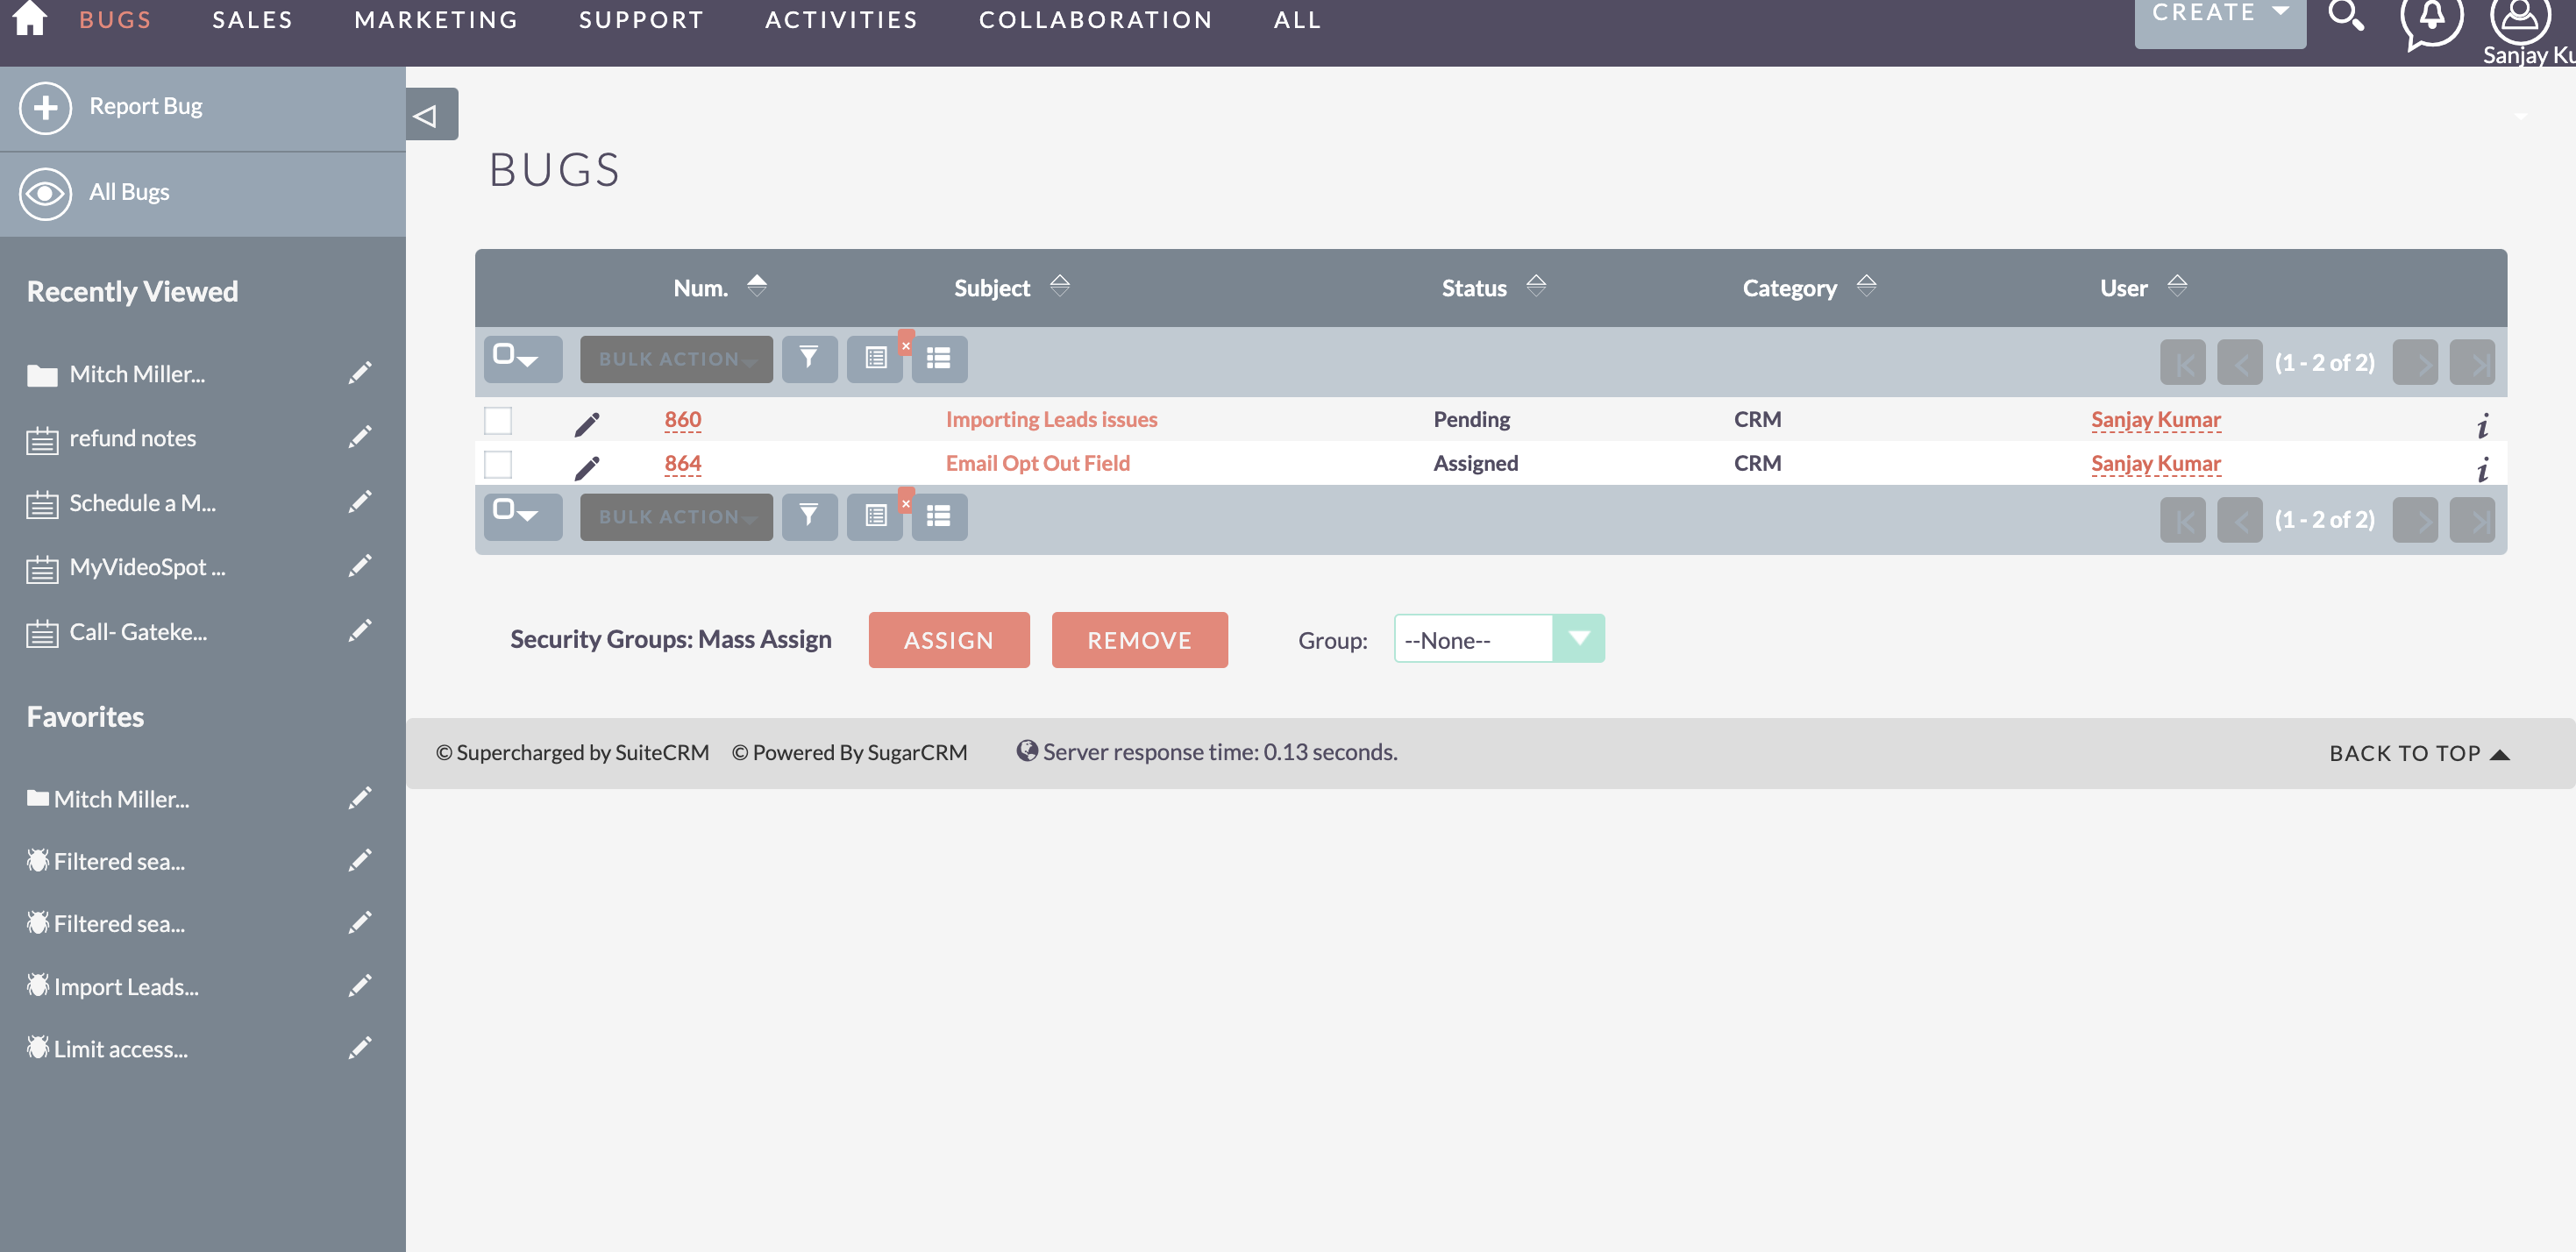 BUGS SALES MARKETING SUPPORT ACTIVITIES COLLABORATION ALL CREATE
Sanjay Ku
Report Bug
All Bugs
Recently Viewed
Mitch Miller...
refund notes
Schedule a M...
MyVideoSpot ...
Call- Gateke...
Favorites
Mitch Miller...
Filtered sea...
Filtered sea...
Import Leads...
Limit access...
BUGS
Num. Subject Status Category User
BULK ACTION (1 - 2 of 2)
860 Importing Leads issues Pending CRM Sanjay Kumar
864 Email Opt Out Field Assigned CRM Sanjay Kumar
BULK ACTION (1 - 2 of 2)
Security Groups: Mass Assign ASSIGN REMOVE Group: --None--
© Supercharged by SuiteCRM © Powered By SugarCRM Server response time: 0.13 seconds. BACK TO TOP